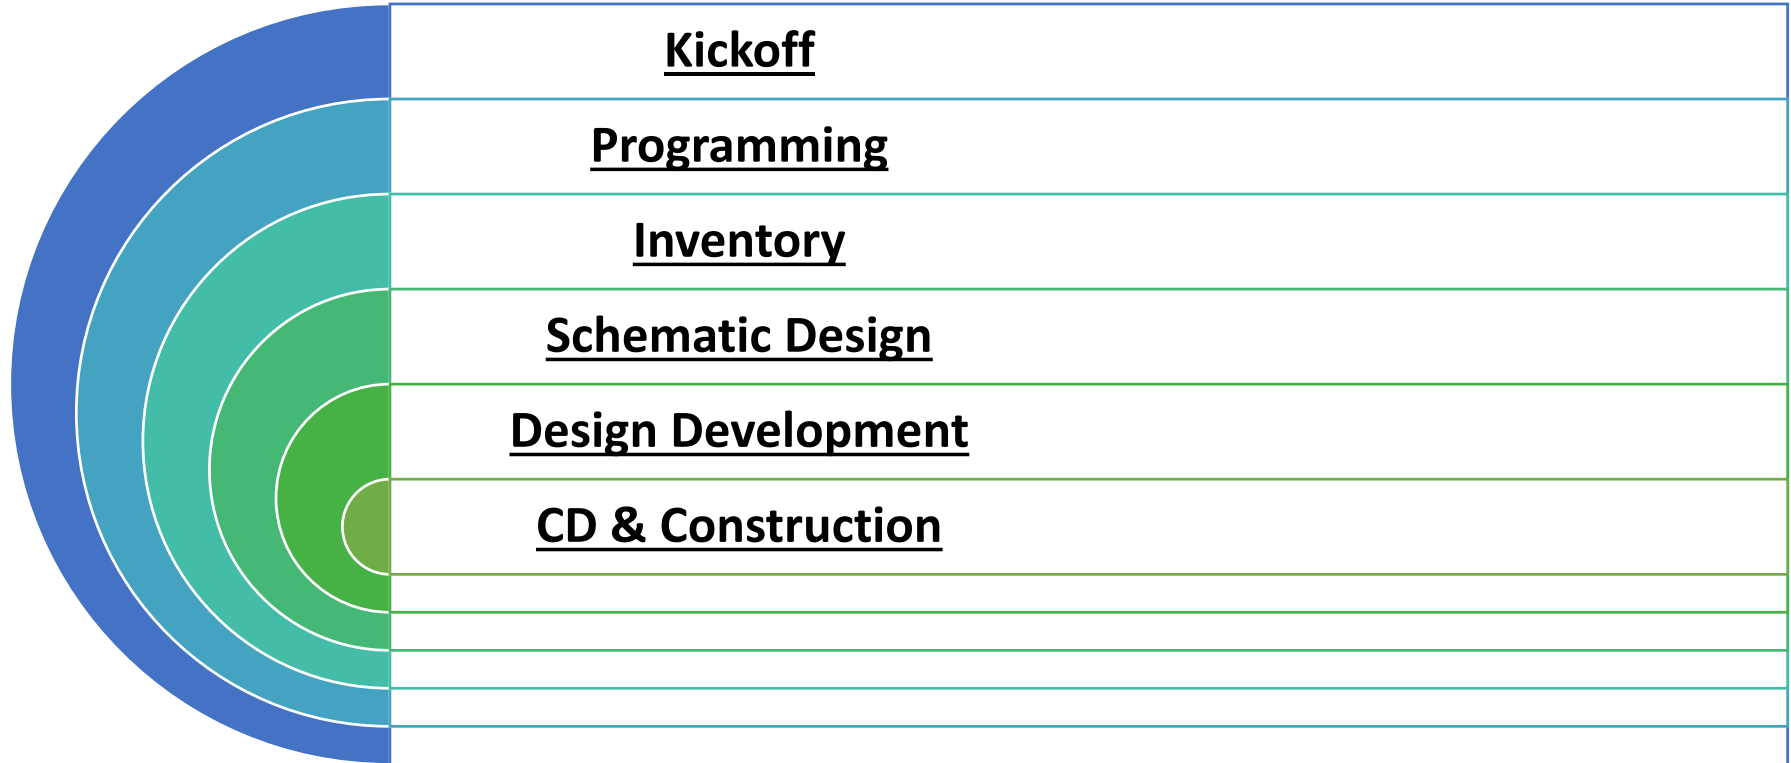 Kickoff
Programming
Inventory
Schematic Design
Design Development
CD & Construction